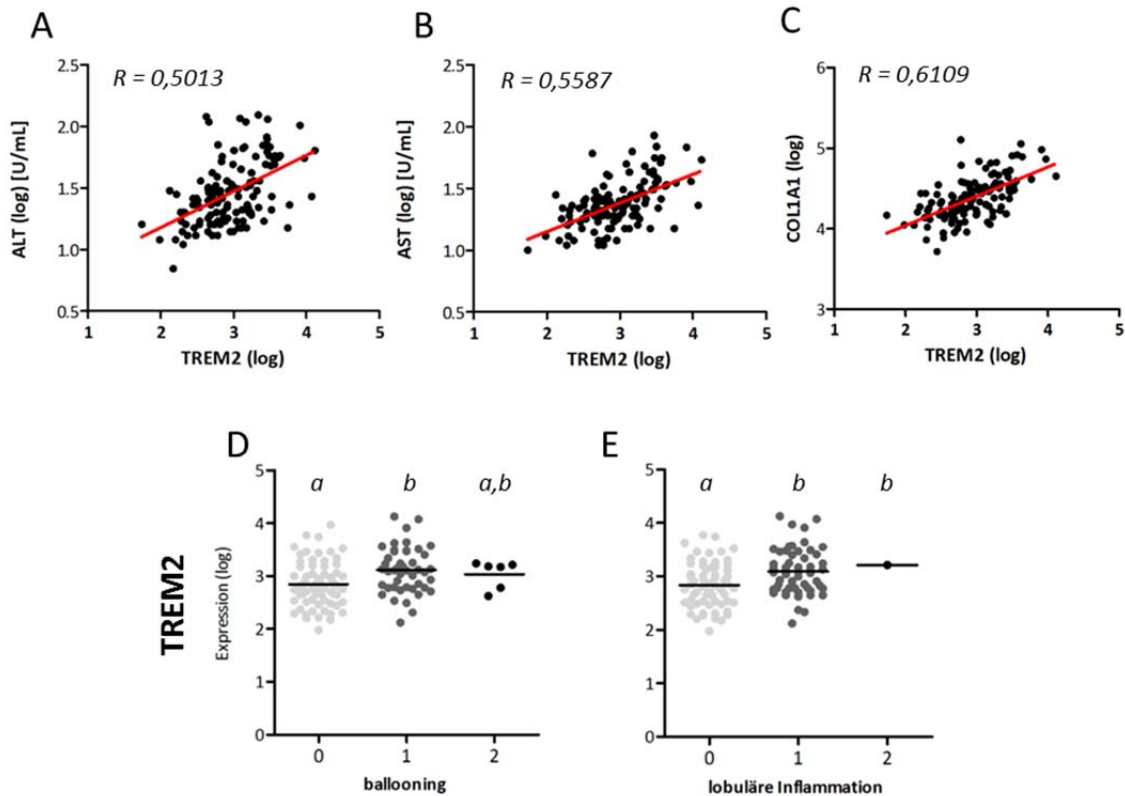 A
B
C
R = 0,5013
R = 0,5587
R = 0,6109
ALT (log) [U/mL]
2.5
2.0
1.5
1.0
0.5
1 2 3 4 5
TREM2 (log)
AST (log) [U/mL]
2.5
2.0
1.5
1.0
0.5
1 2 3 4 5
TREM2 (log)
COL1A1 (log)
6
5
4
3
1 2 3 4 5
TREM2 (log)
D
E
TREM2
Expression (log)
a b a,b
5
4
3
2
1
0
0 1 2
ballooning
a b b
5
4
3
2
1
0
0 1 2
lobuläre Inflammation